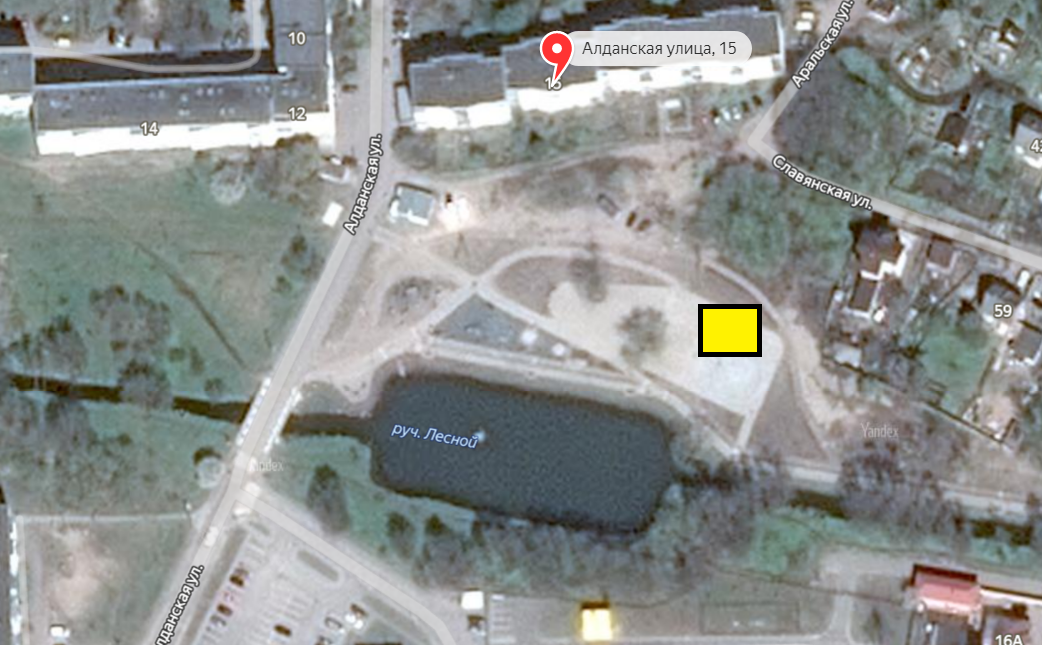 10
Алданская улица, 15
15
Аральская ул.
14
12
Славянская ул.
Алданская ул.
59
руч. Лесной
Yandex
Yandex
Алданская ул.
16А